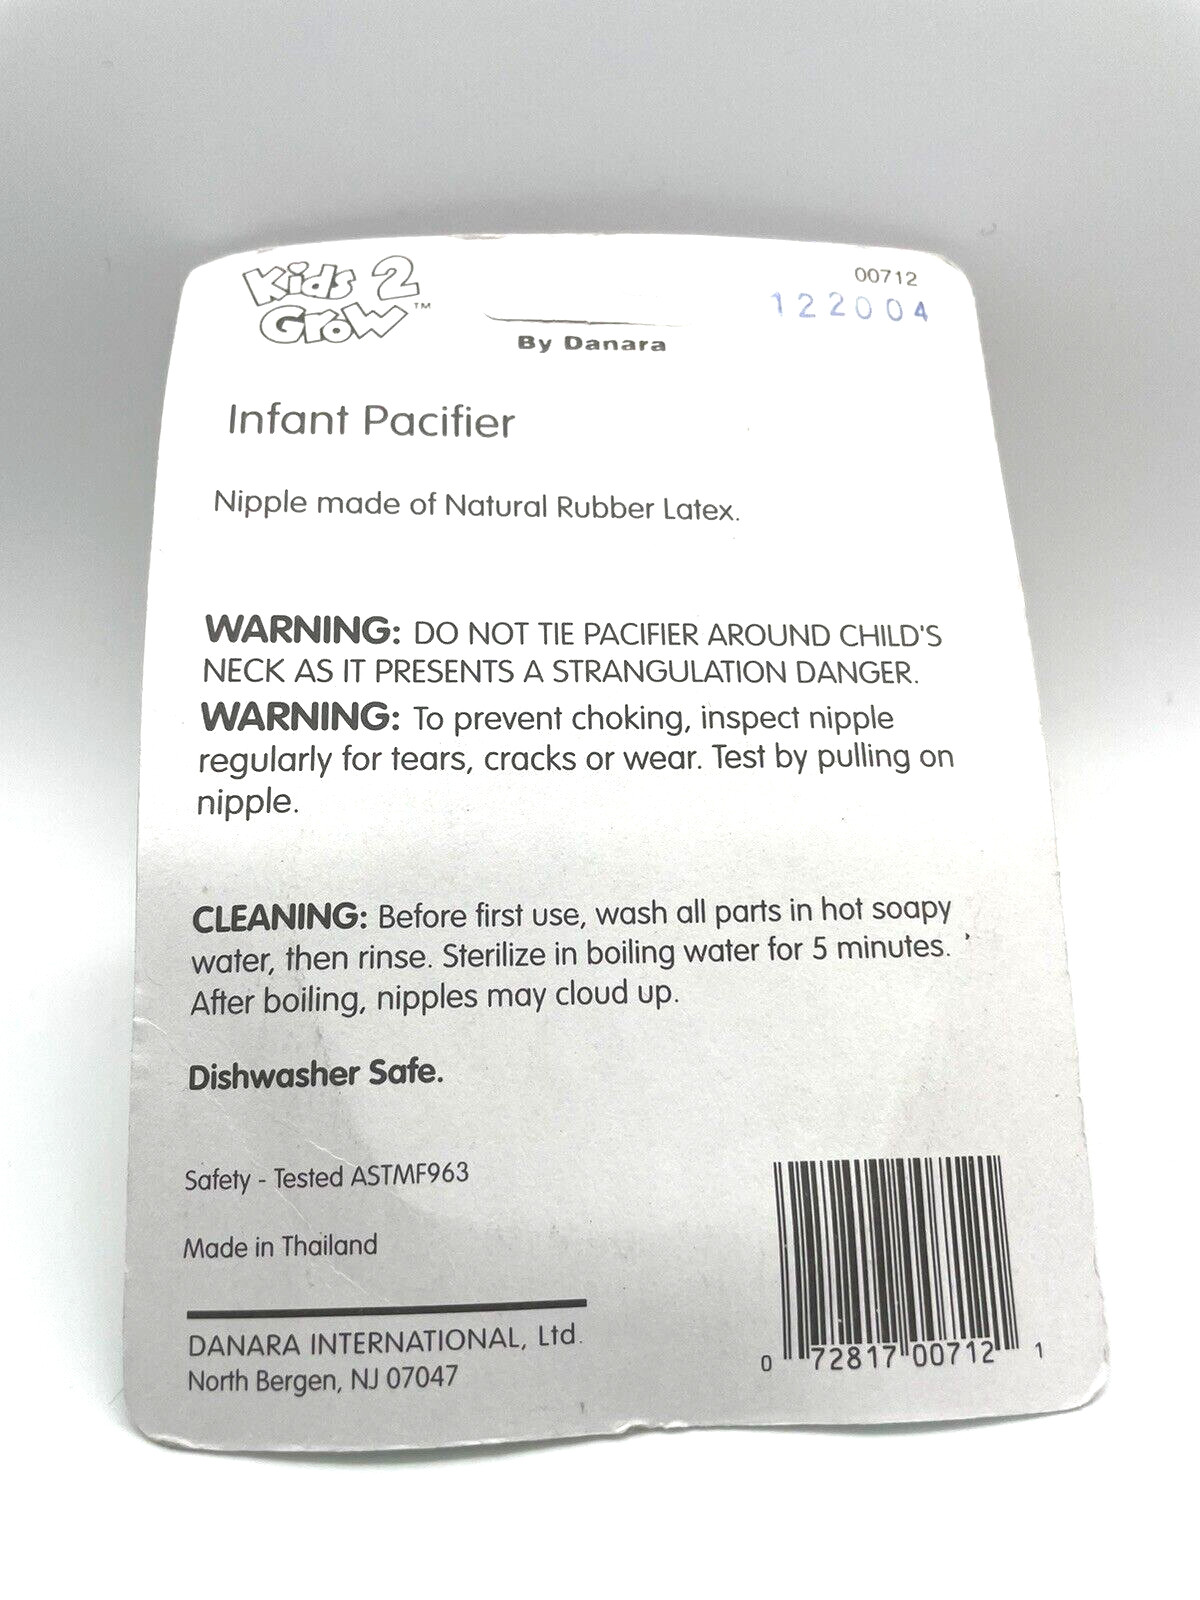 Kids 2
Grow™
By Danara
00712
122004
Infant Pacifier
Nipple made of Natural Rubber Latex.
WARNING: DO NOT TIE PACIFIER AROUND CHILD'S
NECK AS IT PRESENTS A STRANGULATION DANGER.
WARNING: To prevent choking, inspect nipple
regularly for tears, cracks or wear. Test by pulling on
nipple.
CLEANING: Before first use, wash all parts in hot soapy
water, then rinse. Sterilize in boiling water for 5 minutes.
After boiling, nipples may cloud up.
Dishwasher Safe.
Safety - Tested ASTMF963
Made in Thailand
DANARA INTERNATIONAL, Ltd.
North Bergen, NJ 07047
0 72817 00712 1